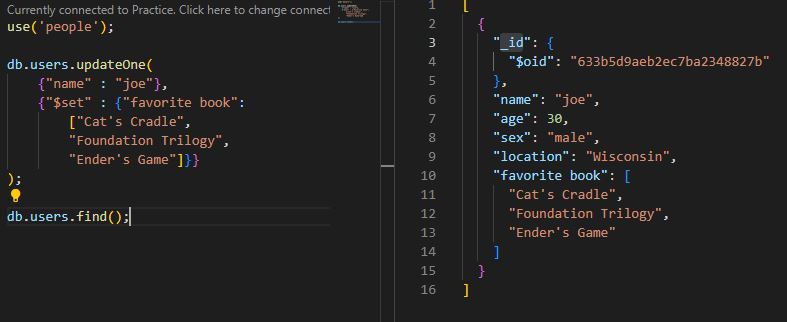 Currently connected to Practice. Click here to change connect
use('people');
db.users.updateOne(
{"name" : "joe"},
{"$set" : {"favorite book":
["Cat's Cradle",
"Foundation Trilogy",
"Ender's Game"]}}
);
db.users.find();
1 [
2 {
3 "_id": {
4 "$oid": "633b5d9aeb2ec7ba2348827b"
5 },
6 "name": "joe",
7 "age": 30,
8 "sex": "male",
9 "location": "Wisconsin",
10 "favorite book": [
11 "Cat's Cradle",
12 "Foundation Trilogy",
13 "Ender's Game"
14 ]
15 }
16 ]